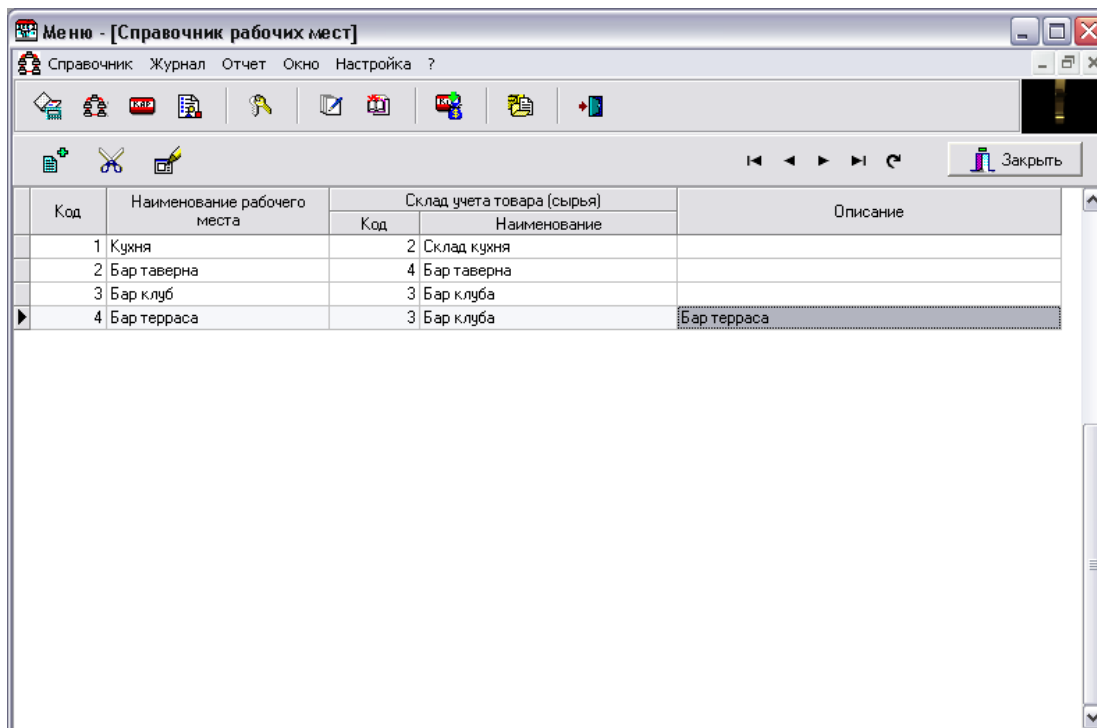 Меню - [Справочник рабочих мест]
Справочник Журнал Отчет Окно Настройка ?
БАР
Закрыть
Код Наименование рабочего места Склад учета товара (сырья) Описание
Код Наименование
1 Кухня 2 Склад кухня
2 Бар таверна 4 Бар таверна
3 Бар клуб 3 Бар клуба
4 Бар терраса 3 Бар клуба Бар терраса